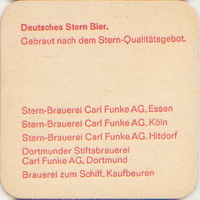 Deutsches Stern Bier.
Gebraut nach dem Stern-Qualitätsgebot.
Stern-Brauerei Carl Funke AG, Essen
Stern-Brauerei Carl Funke AG, Köln
Stern-Brauerei Carl Funke AG. Hitdorf
Dortmunder Stiftsbrauerei
Carl Funke AG, Dortmund
Brauerei zum Schiff, Kaufbeuren